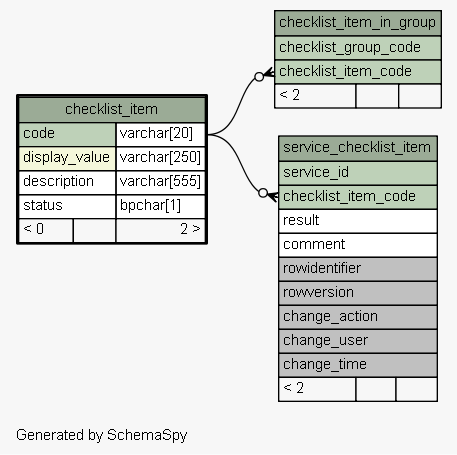 checklist_item_in_group
checklist_group_code
checklist_item_code
< 2
checklist_item
code varchar[20]
display_value varchar[250]
description varchar[555]
status bpchar[1]
< 0 2 >
service_checklist_item
service_id
checklist_item_code
result
comment
rowidentifier
rowversion
change_action
change_user
change_time
< 2
Generated by SchemaSpy